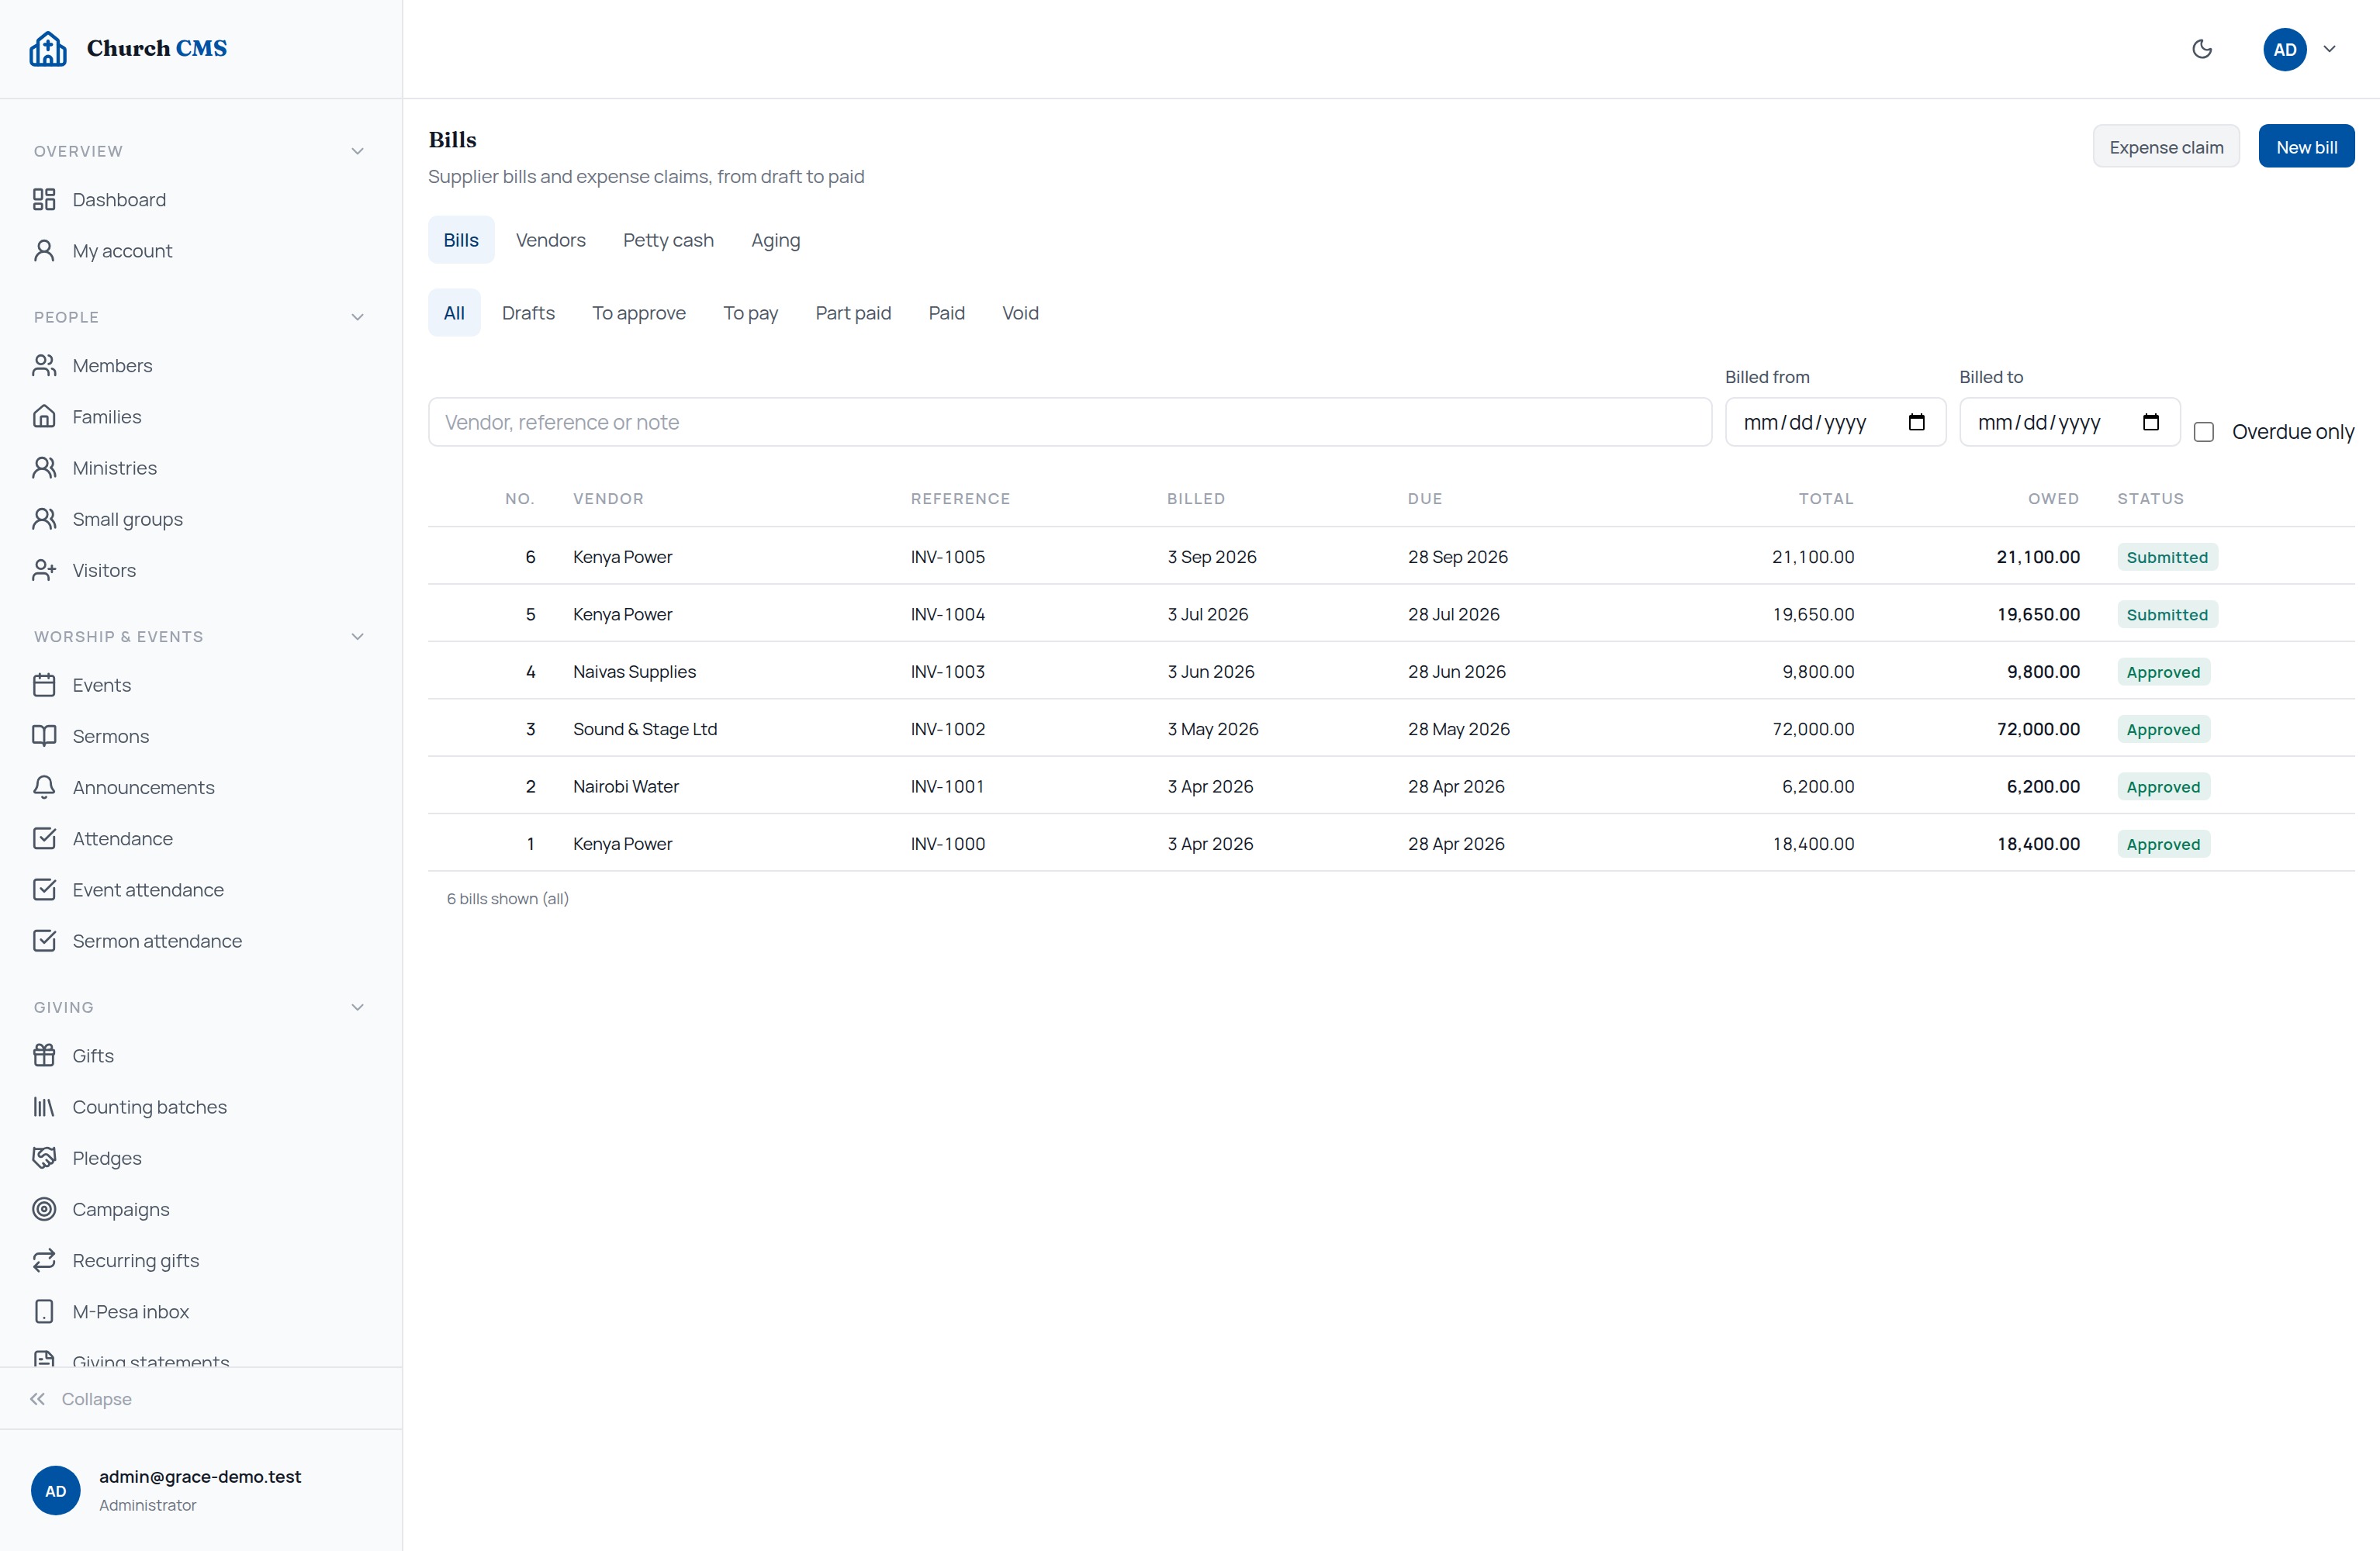 Church CMS
AD
OVERVIEW
Dashboard
My account
PEOPLE
Members
Families
Ministries
Small groups
Visitors
WORSHIP & EVENTS
Events
Sermons
Announcements
Attendance
Event attendance
Sermon attendance
GIVING
Gifts
Counting batches
Pledges
Campaigns
Recurring gifts
M-Pesa inbox
Giving statements
Collapse
AD
admin@grace-demo.test
Administrator
Bills
Supplier bills and expense claims, from draft to paid
Expense claim
New bill
Bills Vendors Petty cash Aging
All Drafts To approve To pay Part paid Paid Void
Billed from Billed to
Vendor, reference or note mm/dd/yyyy mm/dd/yyyy Overdue only
NO. VENDOR REFERENCE BILLED DUE TOTAL OWED STATUS
6 Kenya Power INV-1005 3 Sep 2026 28 Sep 2026 21,100.00 21,100.00 Submitted
5 Kenya Power INV-1004 3 Jul 2026 28 Jul 2026 19,650.00 19,650.00 Submitted
4 Naivas Supplies INV-1003 3 Jun 2026 28 Jun 2026 9,800.00 9,800.00 Approved
3 Sound & Stage Ltd INV-1002 3 May 2026 28 May 2026 72,000.00 72,000.00 Approved
2 Nairobi Water INV-1001 3 Apr 2026 28 Apr 2026 6,200.00 6,200.00 Approved
1 Kenya Power INV-1000 3 Apr 2026 28 Apr 2026 18,400.00 18,400.00 Approved
6 bills shown (all)